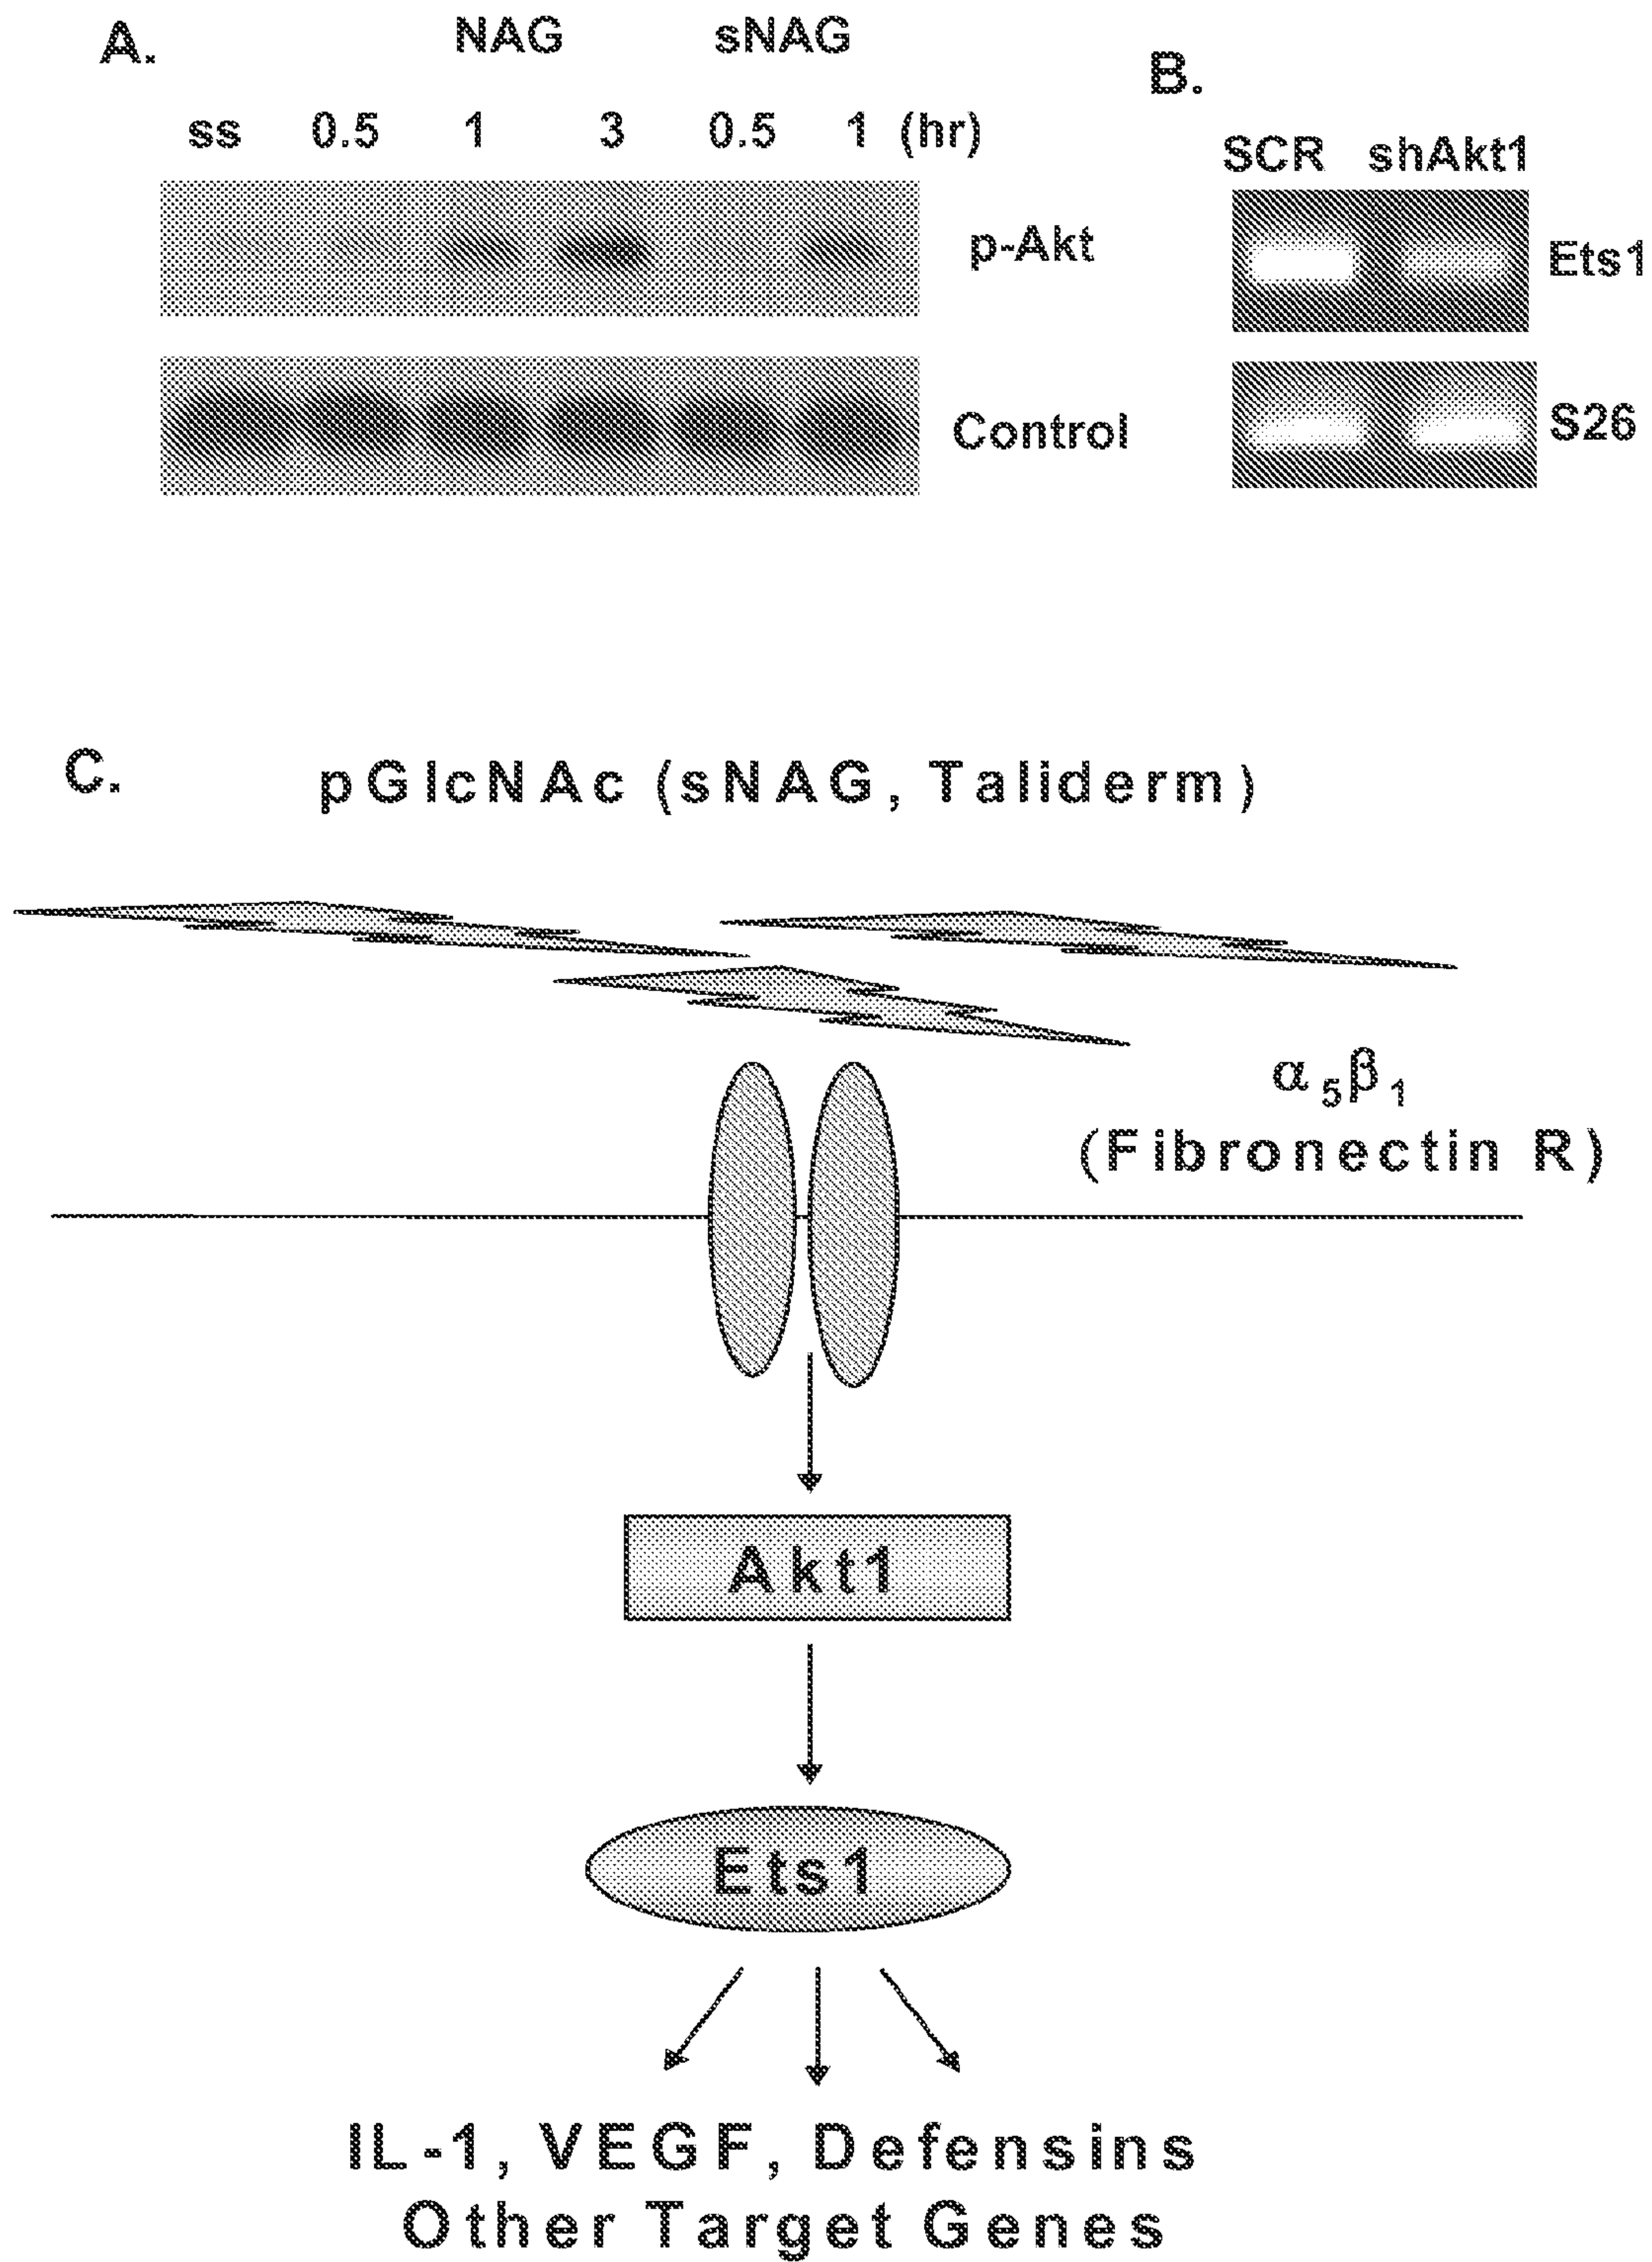 A.
NAG sNAG
ss 0.5 1 3 0.5 1 (hr)
p-Akt
Control
B.
SCR shAkt1
Ets1
S26
C.
pGlcNAc (sNAG, Taliderm)
α5β1
(Fibronectin R)
Akt1
Ets1
IL-1, VEGF, Defensins
Other Target Genes